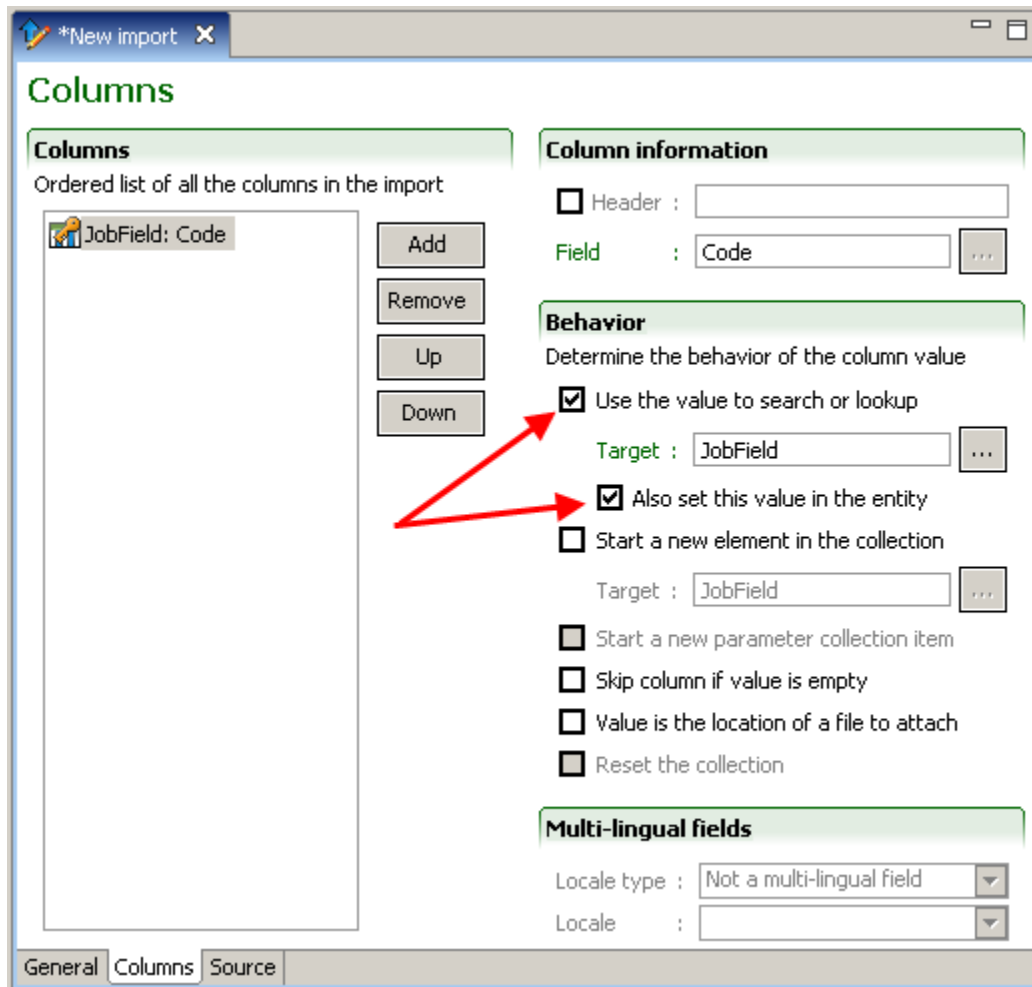 *New import
Columns
Columns
Ordered list of all the columns in the import
JobField: Code
Add
Remove
Up
Down
Column information
Header :
Field : Code ...
Behavior
Determine the behavior of the column value
Use the value to search or lookup
Target : JobField ...
Also set this value in the entity
Start a new element in the collection
Target : JobField ...
Start a new parameter collection item
Skip column if value is empty
Value is the location of a file to attach
Reset the collection
Multi-lingual fields
Locale type : Not a multi-lingual field
Locale :
General Columns Source